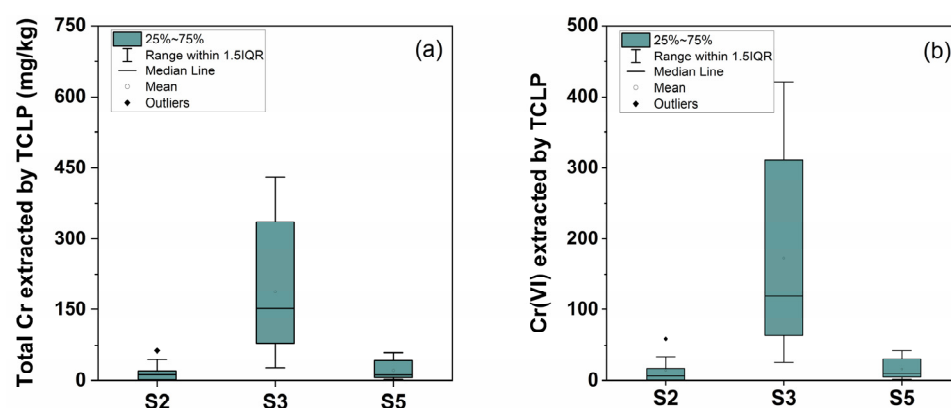 Total Cr extracted by TCLP (mg/kg)
750
600
450
300
150
0
25%~75%
Range within 1.5IQR
Median Line
Mean
Outliers
(a)
S2 S3 S5
Cr(VI) extracted by TCLP
500
400
300
200
100
0
25%~75%
Range within 1.5IQR
Median Line
Mean
Outliers
(b)
S2 S3 S5